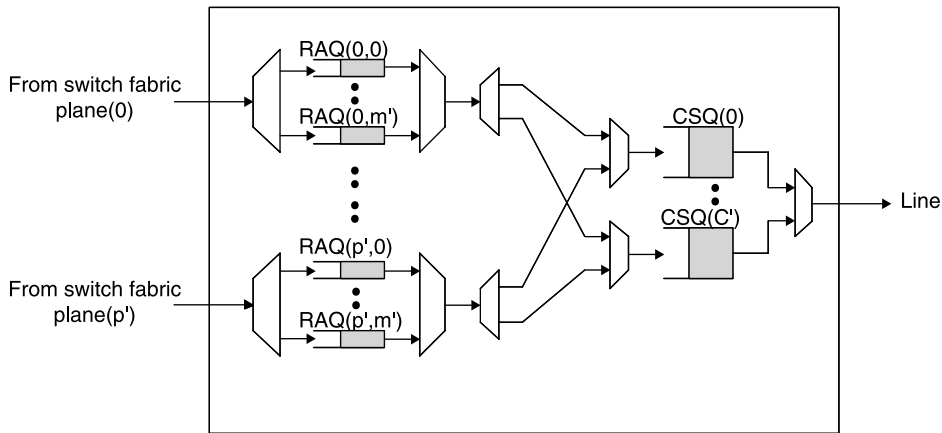 RAQ(0,0)
From switch fabric
plane(0)
RAQ(0,m')
CSQ(0)
Line
CSQ(C')
RAQ(p',0)
From switch fabric
plane(p')
RAQ(p',m')